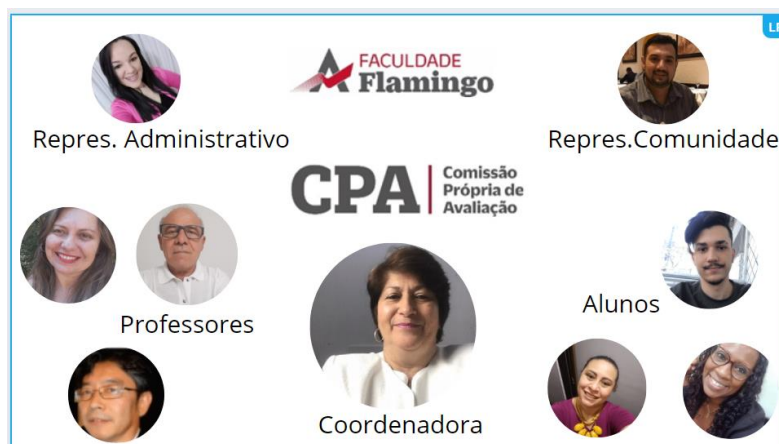 FACULDADE
Flamingo
Repres. Administrativo
Repres.Comunidade
CPA
Comissão
Própria de
Avaliação
Professores
Alunos
Coordenadora